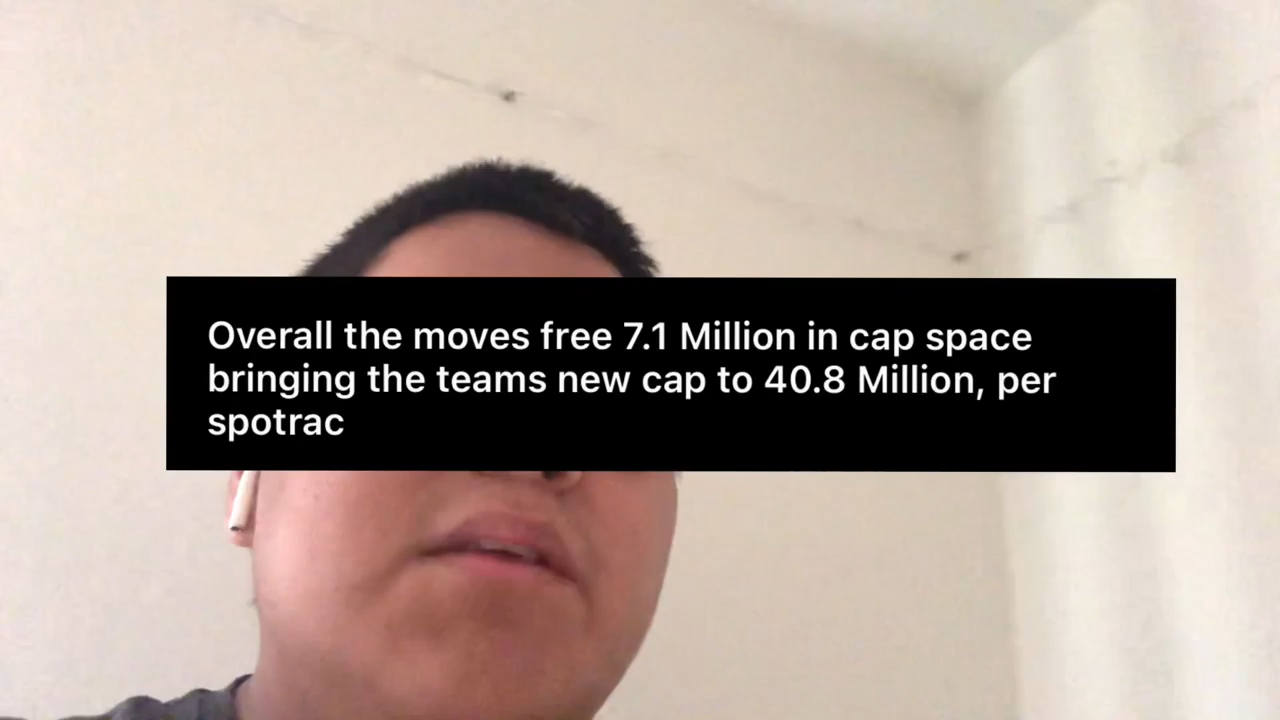 Overall the moves free 7.1 Million in cap space
bringing the teams new cap to 40.8 Million, per
spotrac